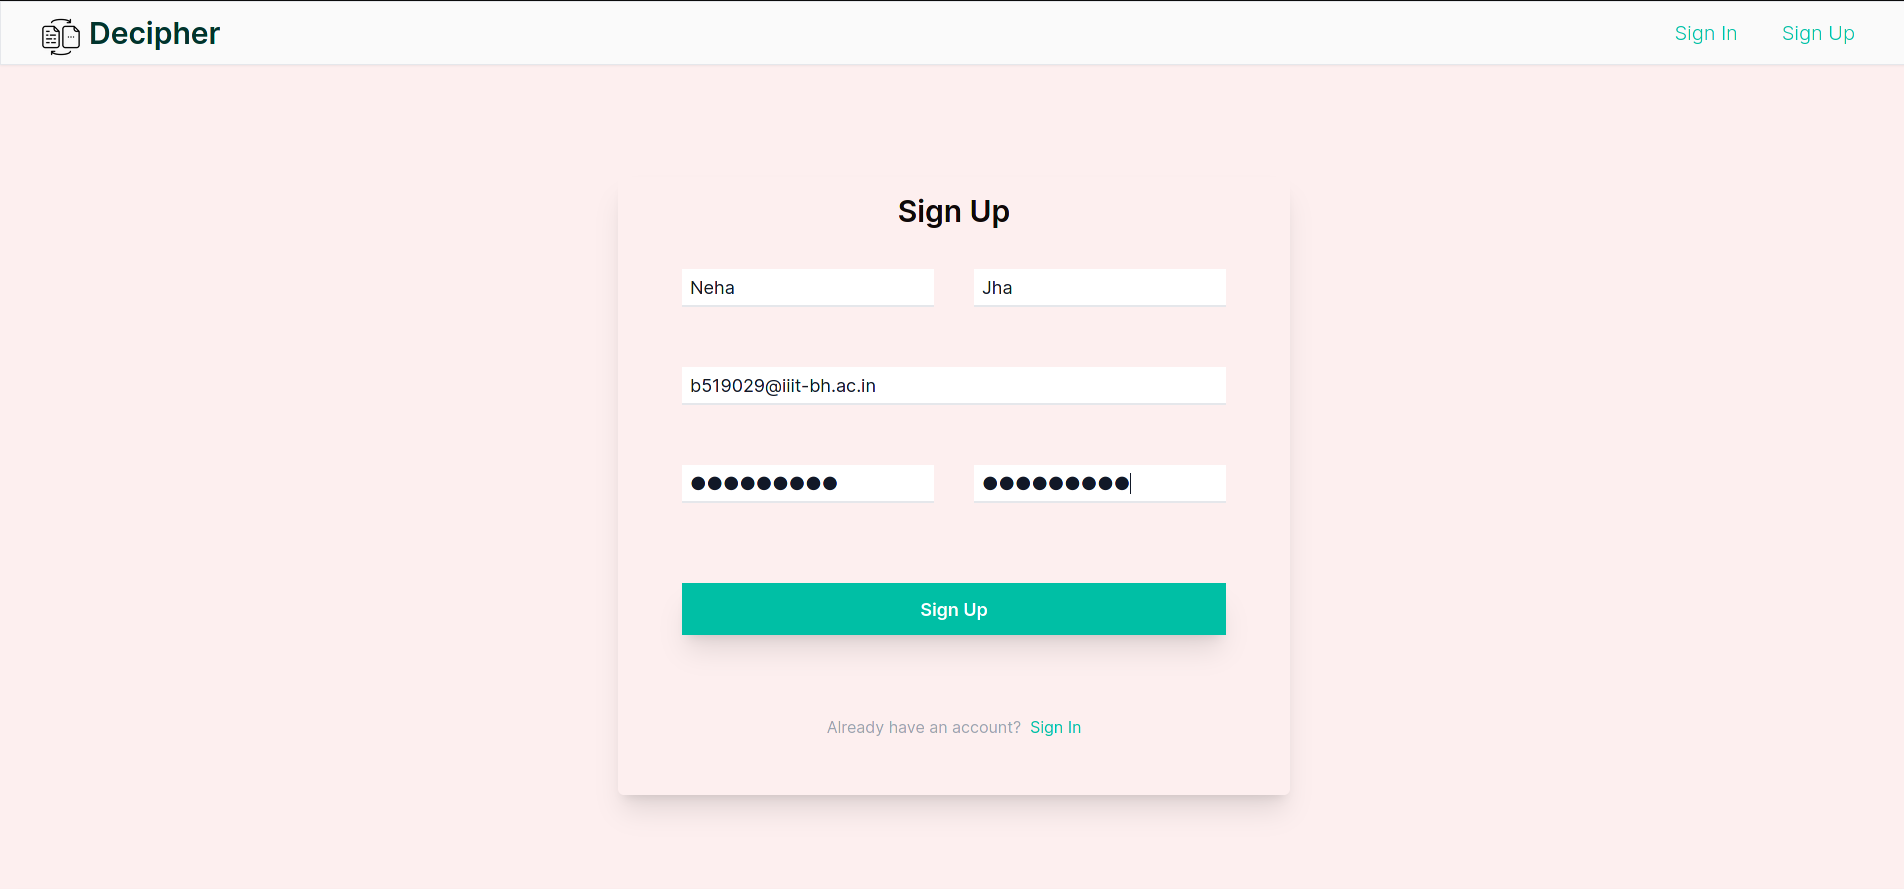 Decipher
Sign In Sign Up
Sign Up
Neha Jha
b519029@iiit-bh.ac.in
●●●●●●●●● ●●●●●●●●●
Sign Up
Already have an account? Sign In